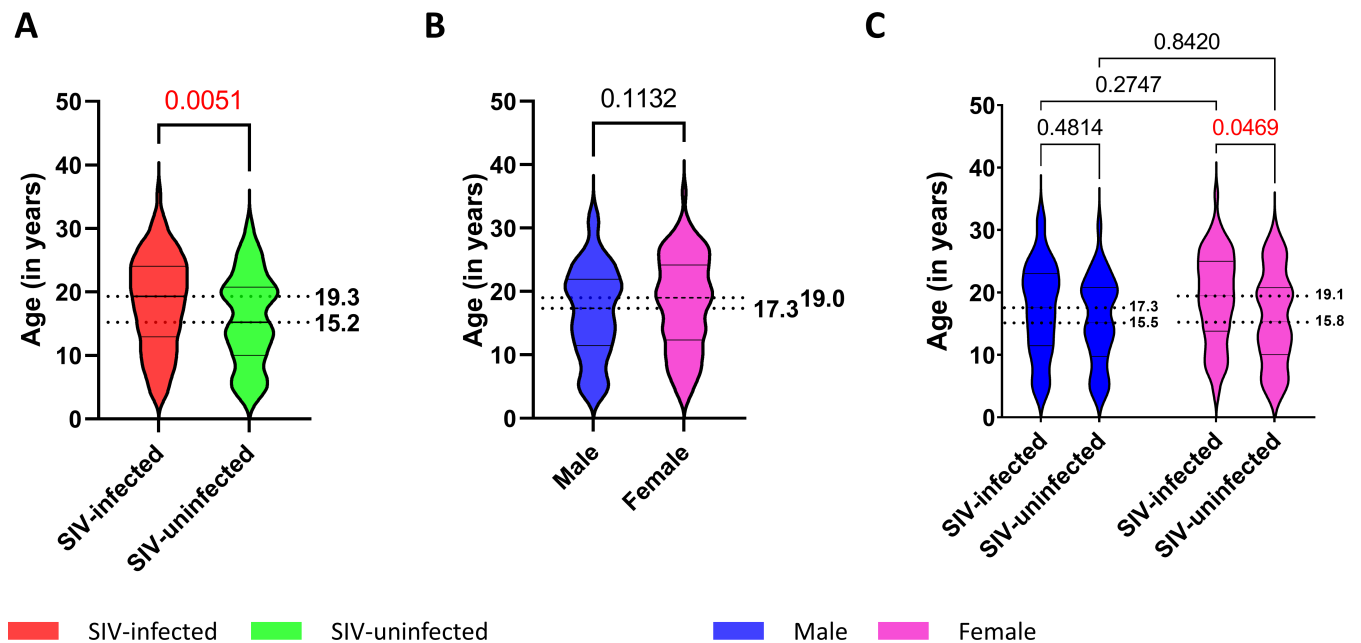 A
0.0051
50
40
30
20
10
0
Age (in years)
19.3
15.2
SIV-infected
SIV-uninfected
B
0.1132
50
40
30
20
10
0
Age (in years)
17.3 19.0
Male
Female
C
0.8420
0.2747
0.4814
0.0469
50
40
30
20
10
0
Age (in years)
17.3
15.5
19.1
15.8
SIV-infected
SIV-uninfected
SIV-infected
SIV-uninfected
SIV-infected SIV-uninfected Male Female